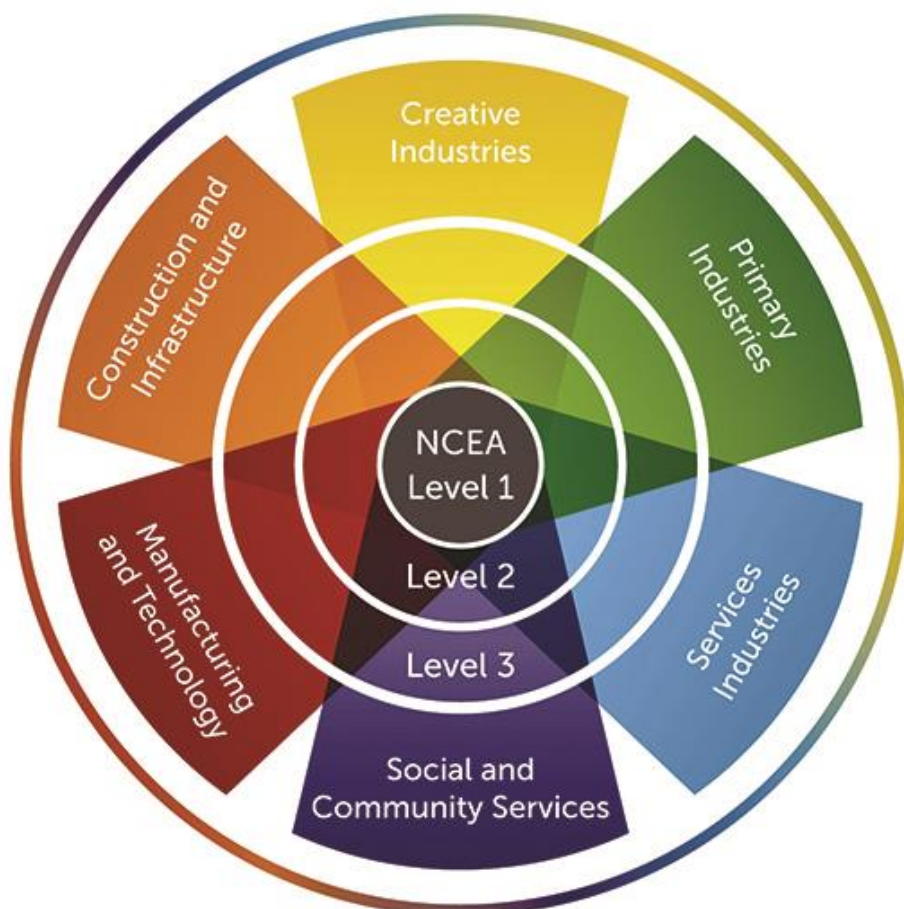 Creative
Industries
Primary
Industries
Services
Industries
Social and
Community Services
Manufacturing
and Technology
Construction and
Infrastructure
NCEA
Level 1
Level 2
Level 3